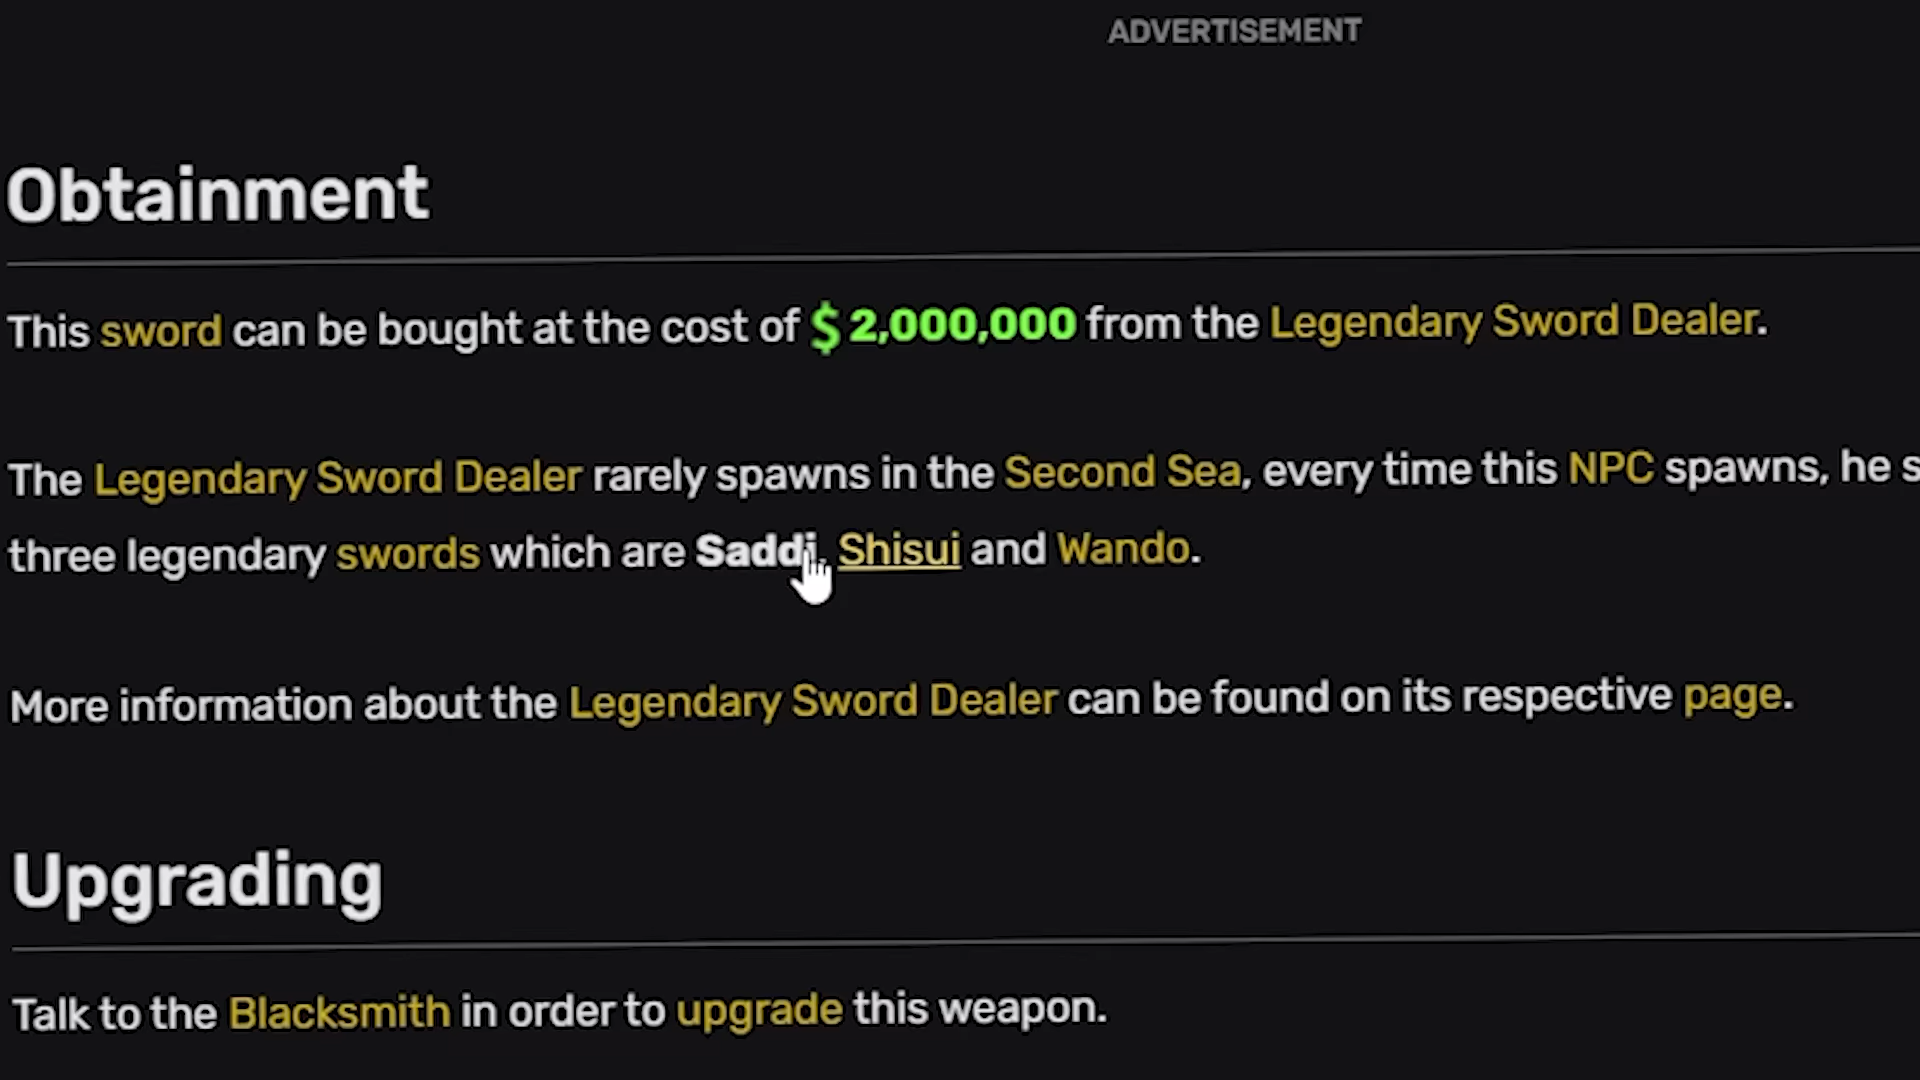 ADVERTISEMENT
Obtainment
This sword can be bought at the cost of $ 2,000,000 from the Legendary Sword Dealer.
The Legendary Sword Dealer rarely spawns in the Second Sea, every time this NPC spawns, he s
three legendary swords which are Saddi, Shisui and Wando.
More information about the Legendary Sword Dealer can be found on its respective page.
Upgrading
Talk to the Blacksmith in order to upgrade this weapon.